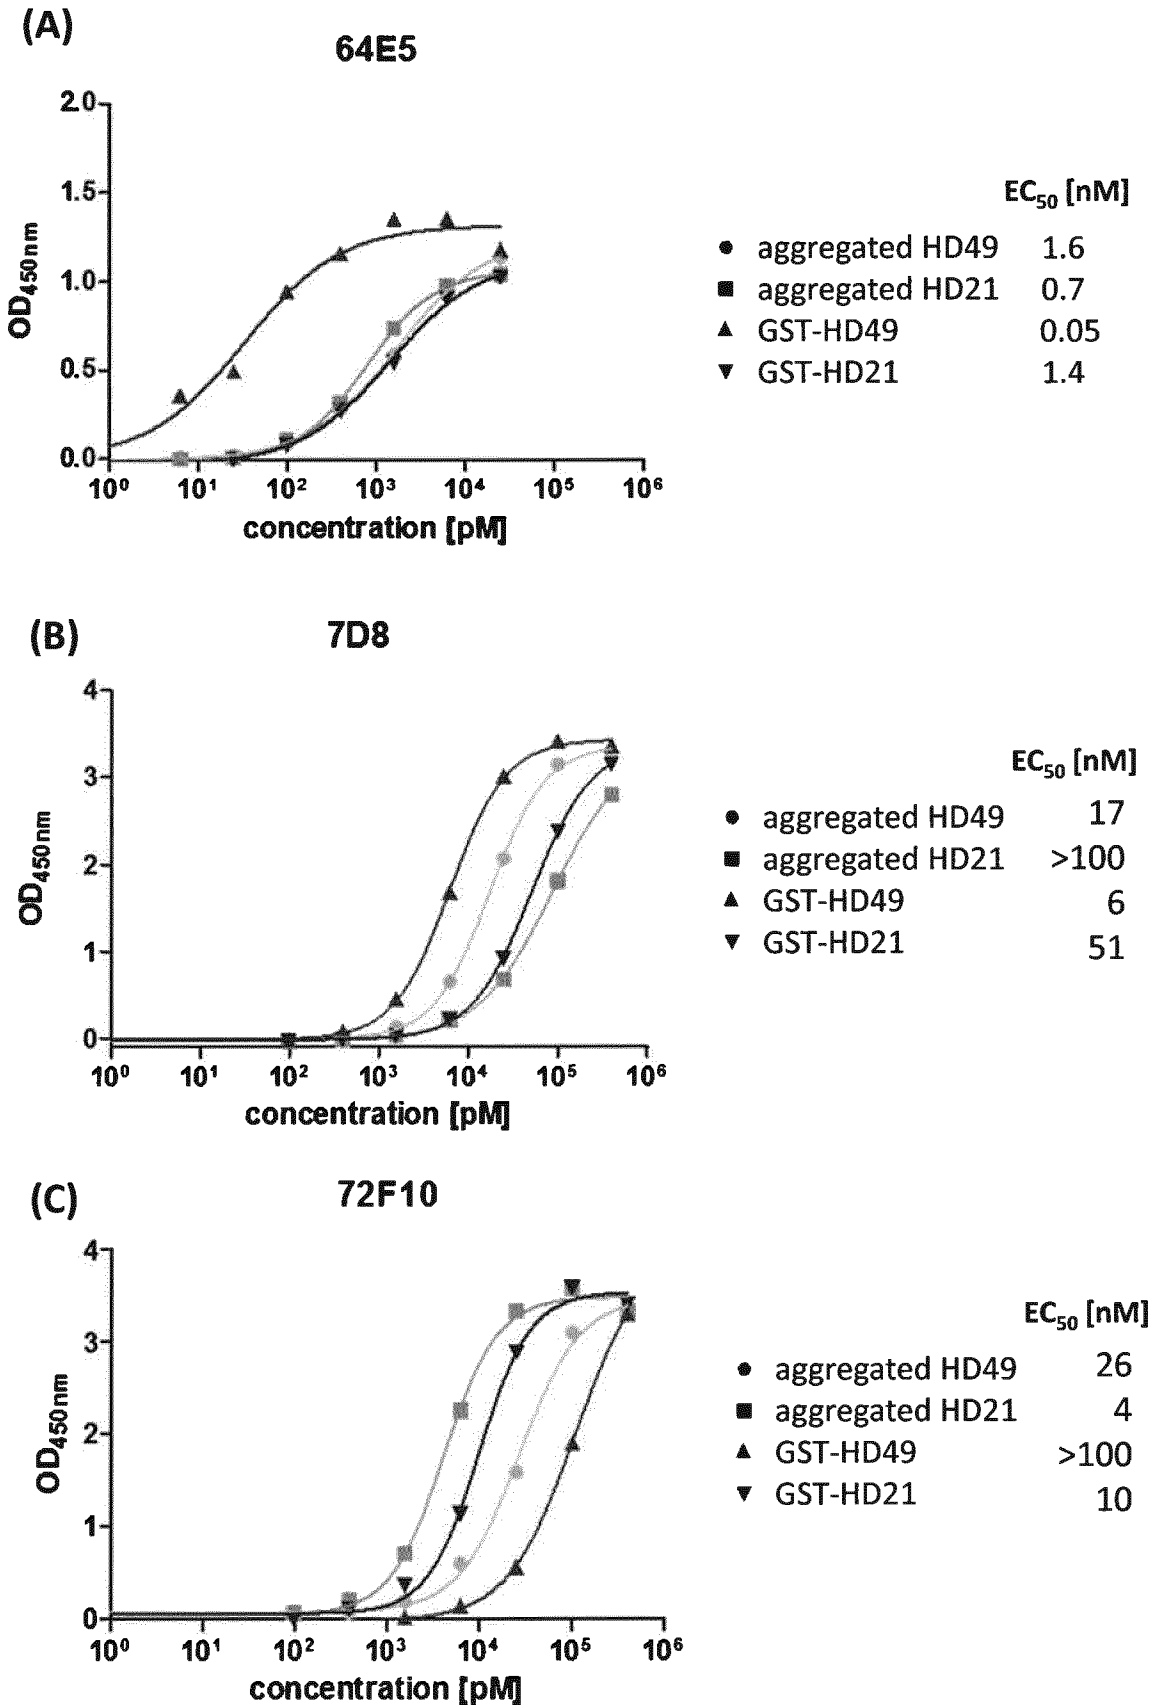 (A)
64E5
2.0
1.5
1.0
0.5
0.0
OD450nm
10⁰ 10¹ 10² 10³ 10⁴ 10⁵ 10⁶
concentration [pM]
EC50 [nM]
aggregated HD49 1.6
aggregated HD21 0.7
GST-HD49 0.05
GST-HD21 1.4
(B)
7D8
4
3
2
1
0
OD450nm
10⁰ 10¹ 10² 10³ 10⁴ 10⁵ 10⁶
concentration [pM]
EC50 [nM]
aggregated HD49 17
aggregated HD21 >100
GST-HD49 6
GST-HD21 51
(C)
72F10
4
3
2
1
0
OD450nm
10⁰ 10¹ 10² 10³ 10⁴ 10⁵ 10⁶
concentration [pM]
EC50 [nM]
aggregated HD49 26
aggregated HD21 4
GST-HD49 >100
GST-HD21 10